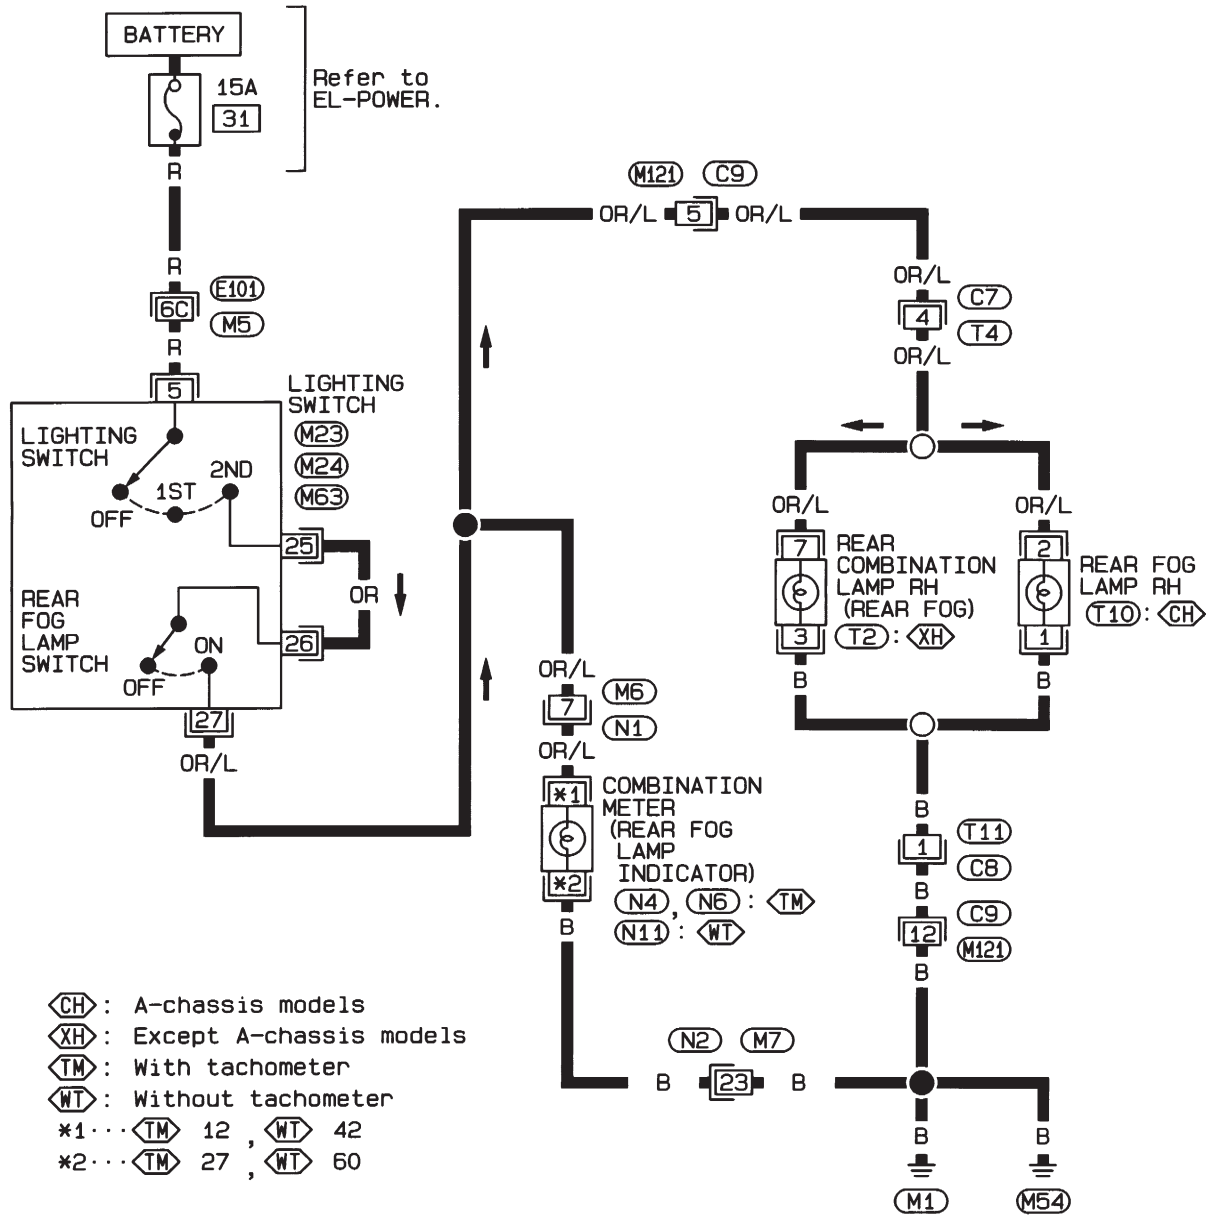 BATTERY
15A
31
Refer to
EL-POWER.
R
R
6C
E101
M5
R
5
LIGHTING
SWITCH
M23
M24
M63
LIGHTING
SWITCH
OFF
1ST
2ND
25
OR
26
REAR
FOG
LAMP
SWITCH
OFF
ON
27
OR/L
M121
C9
OR/L
5
OR/L
OR/L
4
C7
T4
OR/L
OR/L
7
REAR
COMBINATION
LAMP RH
(REAR FOG)
T2 : XH
3
B
OR/L
2
REAR FOG
LAMP RH
T10 : CH
1
B
OR/L
7
M6
N1
OR/L
*1
COMBINATION
METER
(REAR FOG
LAMP
INDICATOR)
*2
N4 , N6 : TM
N11 : WT
B
B
1
T11
C8
B
12
C9
M121
B
N2
M7
B
23
B
B
M1
B
M54
CH : A-chassis models
XH : Except A-chassis models
TM : With tachometer
WT : Without tachometer
*1··· TM 12 , WT 42
*2··· TM 27 , WT 60